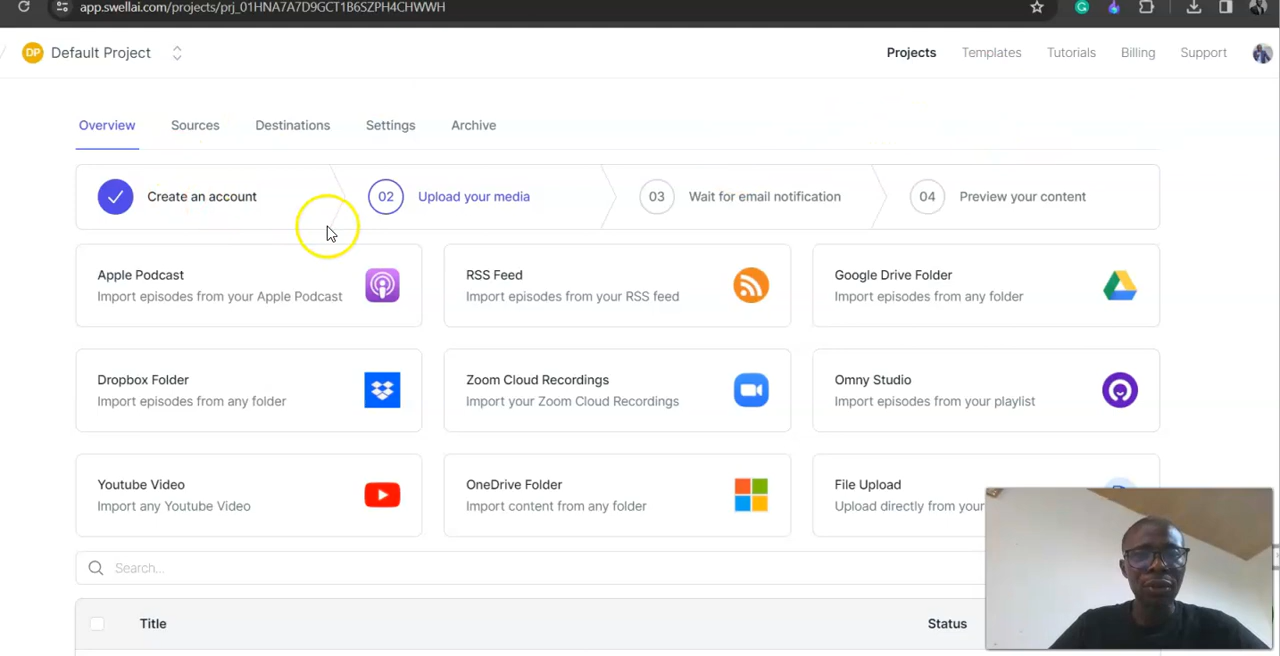 app.swellai.com/projects/prj_01HNA7A7D9GCT1B6SZPH4CHWWH
DP Default Project
Projects Templates Tutorials Billing Support
Overview Sources Destinations Settings Archive
Create an account 02 Upload your media 03 Wait for email notification 04 Preview your content
Apple Podcast
Import episodes from your Apple Podcast
RSS Feed
Import episodes from your RSS feed
Google Drive Folder
Import episodes from any folder
Dropbox Folder
Import episodes from any folder
Zoom Cloud Recordings
Import your Zoom Cloud Recordings
Omny Studio
Import episodes from your playlist
Youtube Video
Import any Youtube Video
OneDrive Folder
Import content from any folder
File Upload
Upload directly from your
Search...
Title Status